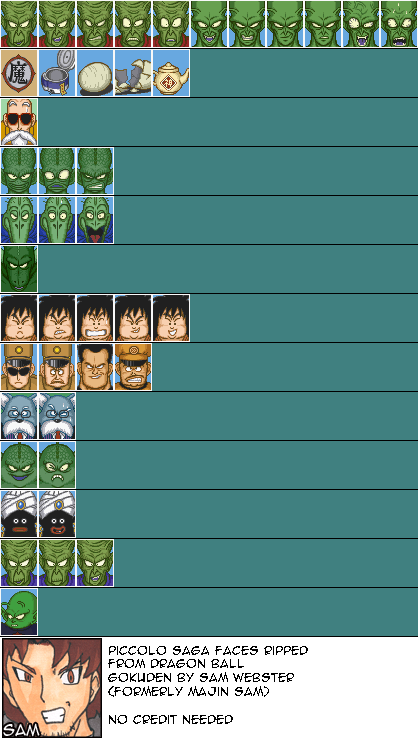 魔
PICCOLO SAGA FACES RIPPED
FROM DRAGON BALL
GOKUDEN BY SAM WEBSTER
(FORMERLY MAJIN SAM)
NO CREDIT NEEDED
SAM